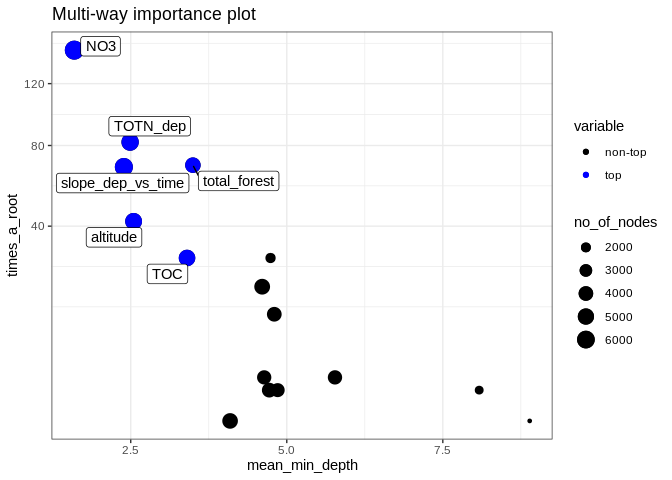 Multi-way importance plot
NO3
TOTN_dep
slope_dep_vs_time
total_forest
altitude
TOC
120
80
40
2.5
5.0
7.5
times_a_root
mean_min_depth
variable
non-top
top
no_of_nodes
2000
3000
4000
5000
6000